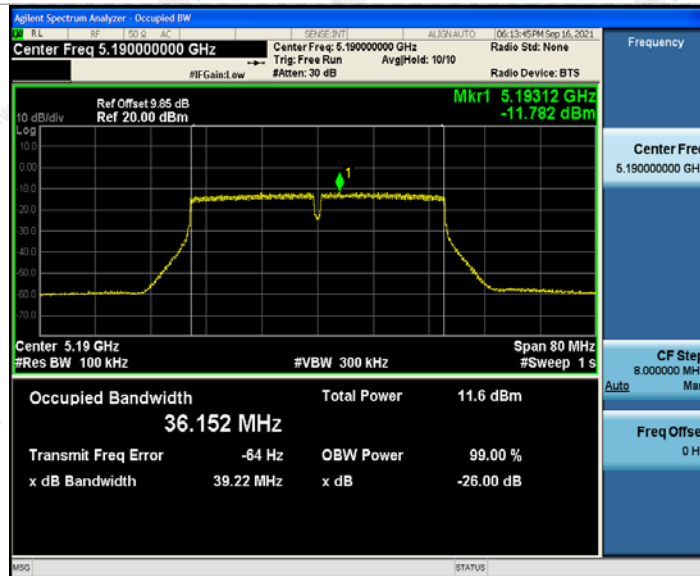 Agilent Spectrum Analyzer - Occupied BW
RL RF 50 Ω AC SENSE:INT ALIGN AUTO 06:13:45 PM Sep 16, 2021
Center Freq 5.190000000 GHz
Center Freq: 5.190000000 GHz
Radio Std: None
Trig: Free Run Avg|Hold: 10/10
#IFGain:Low #Atten: 30 dB Radio Device: BTS
Mkr1 5.19312 GHz
-11.782 dBm
Ref Offset 9.85 dB
10 dB/div Ref 20.00 dBm
Log
10.0
0.00
-10.0
-20.0
-30.0
-40.0
-50.0
-60.0
-70.0
1
Center 5.19 GHz Span 80 MHz
#Res BW 100 kHz #VBW 300 kHz #Sweep 1 s
Occupied Bandwidth Total Power 11.6 dBm
36.152 MHz
Transmit Freq Error -64 Hz OBW Power 99.00 %
x dB Bandwidth 39.22 MHz x dB -26.00 dB
MSG STATUS
Frequency
Center Fre
5.190000000 GH
CF Step
8.000000 MH
Auto Ma
Freq Offse
0 H